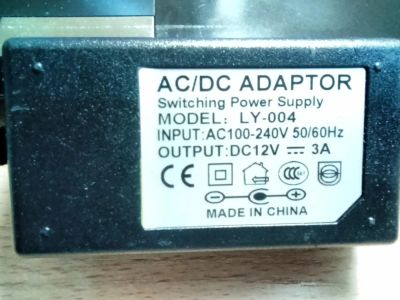 AC/DC ADAPTOR
Switching Power Supply
MODEL: LY-004
INPUT:AC100-240V 50/60Hz
OUTPUT:DC12V ⎓ 3A
CE
MADE IN CHINA